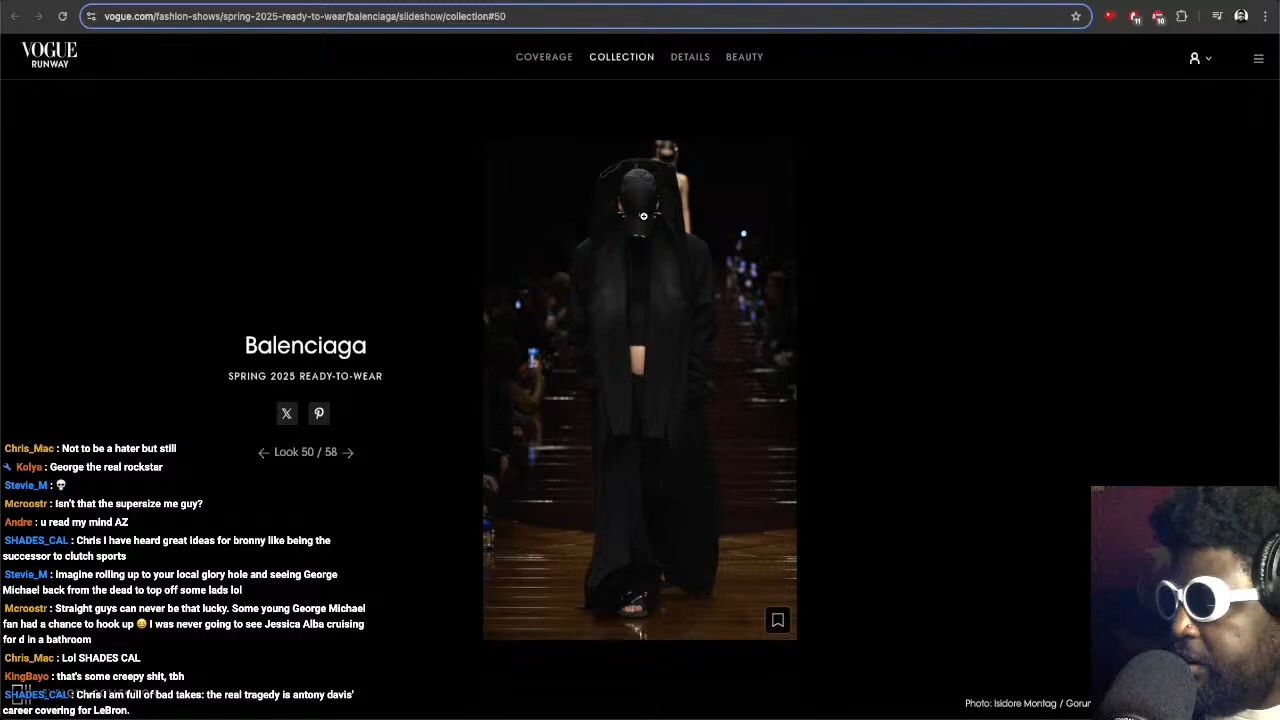 vogue.com/fashion-shows/spring-2025-ready-to-wear/balenciaga/slideshow/collection#50
11
10
VOGUE
RUNWAY
COVERAGE
COLLECTION
DETAILS
BEAUTY
Balenciaga
SPRING 2025 READY-TO-WEAR
Look 50 / 58
Chris_Mac : Not to be a hater but still
Kolya : George the real rockstar
Stevie_M : 💀
Mcroostr : Isn't that the supersize me guy?
Andre : u read my mind AZ
SHADES_CAL : Chris I have heard great ideas for bronny like being the
successor to clutch sports
Stevie_M : Imagine rolling up to your local glory hole and seeing George
Michael back from the dead to top off some lads lol
Mcroostr : Straight guys can never be that lucky. Some young George Michael
fan had a chance to hook up 😄 I was never going to see Jessica Alba cruising
for d in a bathroom
Chris_Mac : Lol SHADES CAL
KingBayo : that's some creepy shit, tbh
SHADES_CAL : Chris I am full of bad takes: the real tragedy is antony davis'
career covering for LeBron.
Photo: Isidore Montag / Gorun